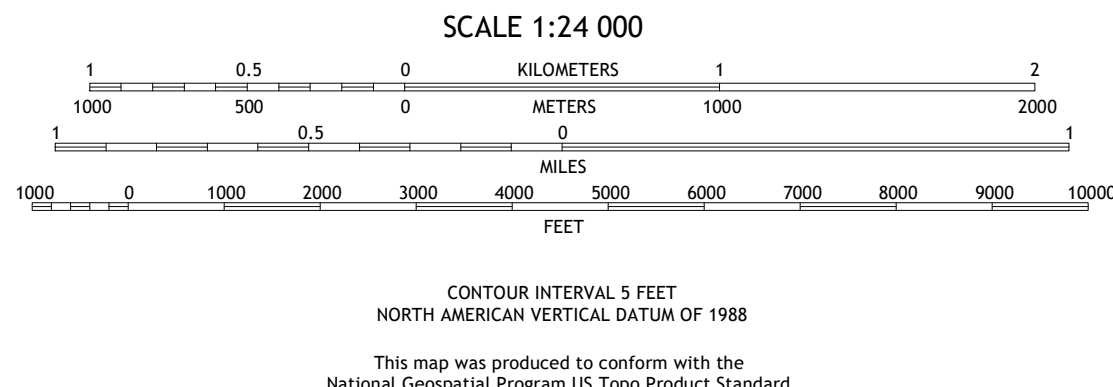 SCALE 1:24 000
1 0.5 0 KILOMETERS 1 2
1000 500 0 METERS 1000 2000
1 0.5 0 1
MILES
1000 0 1000 2000 3000 4000 5000 6000 7000 8000 9000 10000
FEET
CONTOUR INTERVAL 5 FEET
NORTH AMERICAN VERTICAL DATUM OF 1988
This map was produced to conform with the
National Geospatial Program US Topo Product Standard